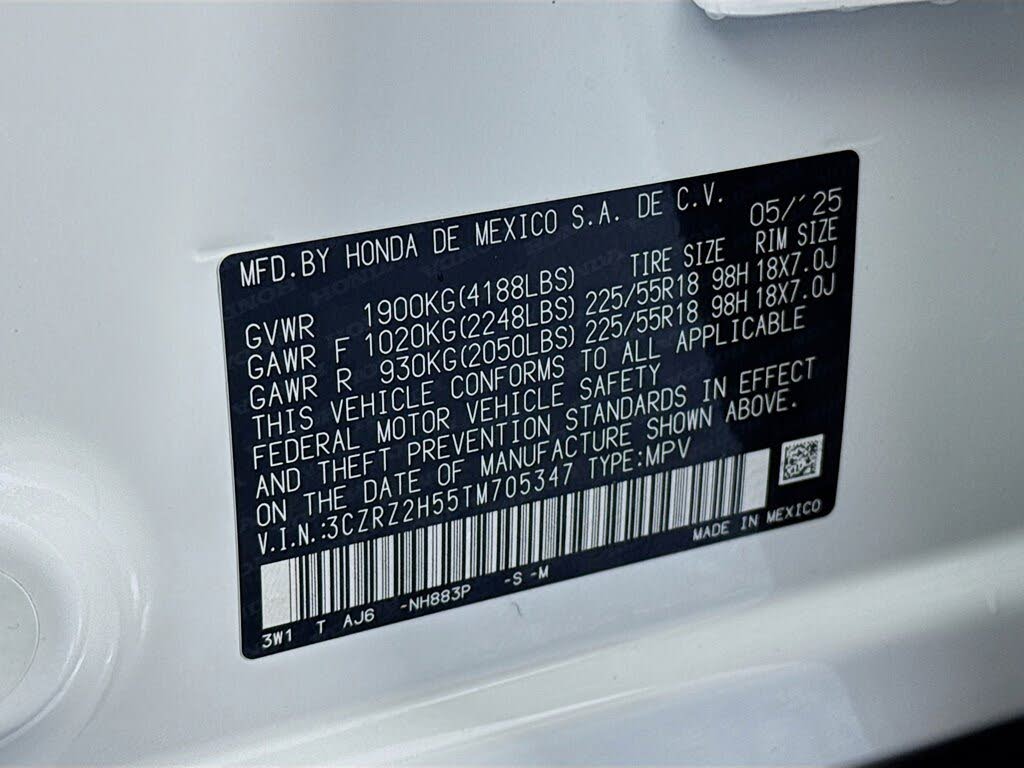 MFD.BY HONDA DE MEXICO S.A. DE C.V. 05/'25
TIRE SIZE RIM SIZE
GVWR 1900KG(4188LBS)
GAWR F 1020KG(2248LBS) 225/55R18 98H 18X7.0J
GAWR R 930KG(2050LBS) 225/55R18 98H 18X7.0J
THIS VEHICLE CONFORMS TO ALL APPLICABLE
FEDERAL MOTOR VEHICLE SAFETY
AND THEFT PREVENTION STANDARDS IN EFFECT
ON THE DATE OF MANUFACTURE SHOWN ABOVE.
V.I.N.:3CZRZ2H55TM705347 TYPE:MPV
MADE IN MEXICO
3W1 T AJ6 -NH883P -S -M